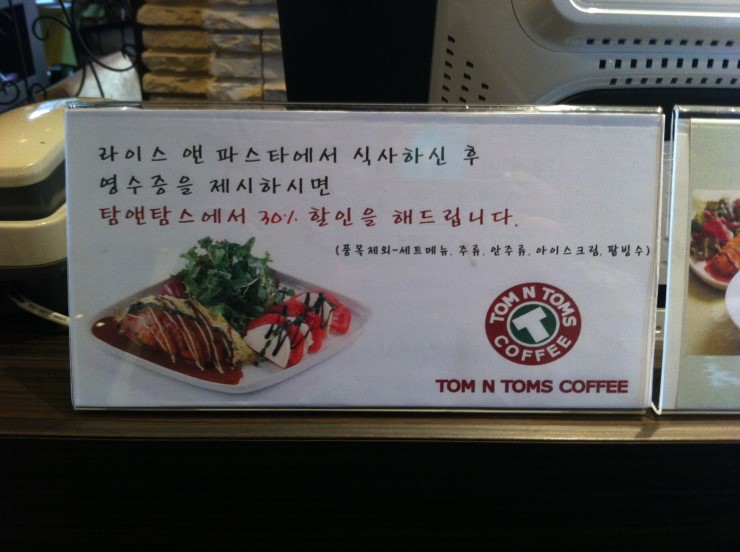 라이스 앤 파스타에서 식사하신 후
영수증을 제시하시면
탐앤탐스에서 30% 할인을 해드립니다.
(품목제외-세트메뉴, 주류, 안주류, 아이스크림, 팥빙수)
TOM N TOMS
T
COFFEE
TOM N TOMS COFFEE